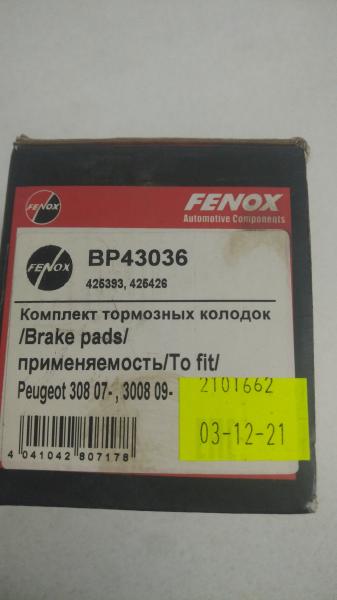 FENOX
FENOX
Automotive Components
FENOX
BP43036
425393, 425426
Комплект тормозных колодок
/Brake pads/
применяемость/To fit/
Peugeot 308 07- , 3008 09-
2101662
03-12-21
4 041042 807178